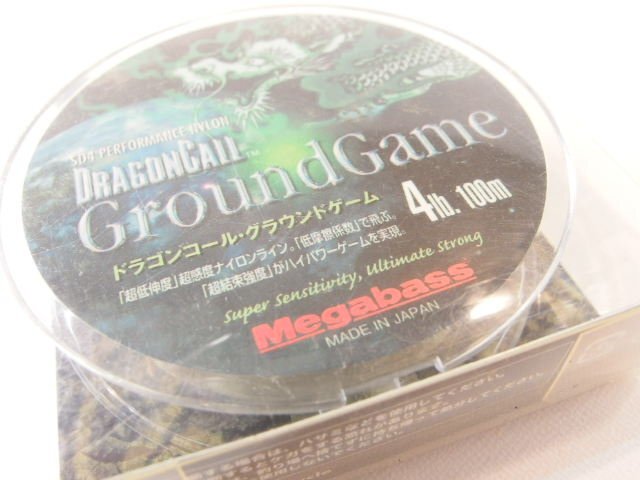 SD4 PERFORMANCE NYLON
DRAGONCALL™
GroundGame
ドラゴンコール・グラウンドゲーム
4th. 100m
「超低伸度」超感度ナイロンライン。「低摩擦係数」で飛ぶ。
「超結束強度」がハイパワーゲームを実現。
Super Sensitivity, Ultimate Strong
Megabass
MADE IN JAPAN